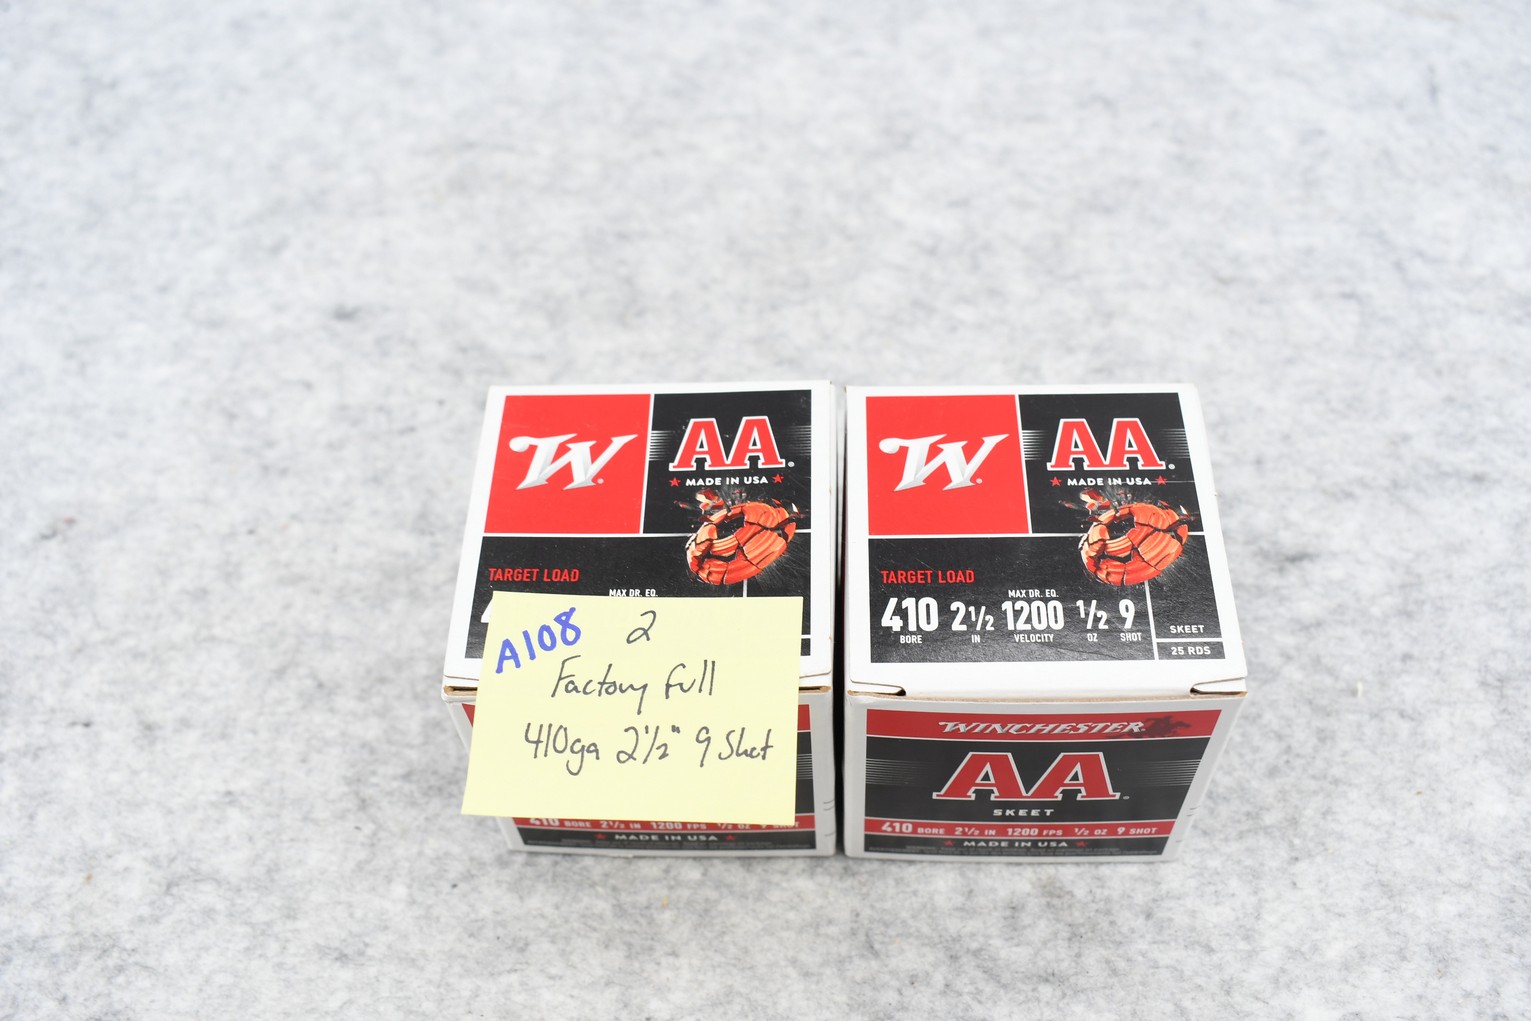 W
AA
★ MADE IN USA ★
TARGET LOAD
MAX DR. EQ.
A108
2
Factory full
410ga 2½" 9 Shot
410 BORE 2½ IN 1200 FPS ½ OZ 9 SHOT
★ MADE IN USA ★
W
AA
★ MADE IN USA ★
TARGET LOAD
MAX DR. EQ.
410 2½ 1200 ½ 9
BORE IN VELOCITY OZ SHOT
SKEET
25 RDS
WINCHESTER
AA
SKEET
410 BORE 2½ IN 1200 FPS ½ OZ 9 SHOT
★ MADE IN USA ★